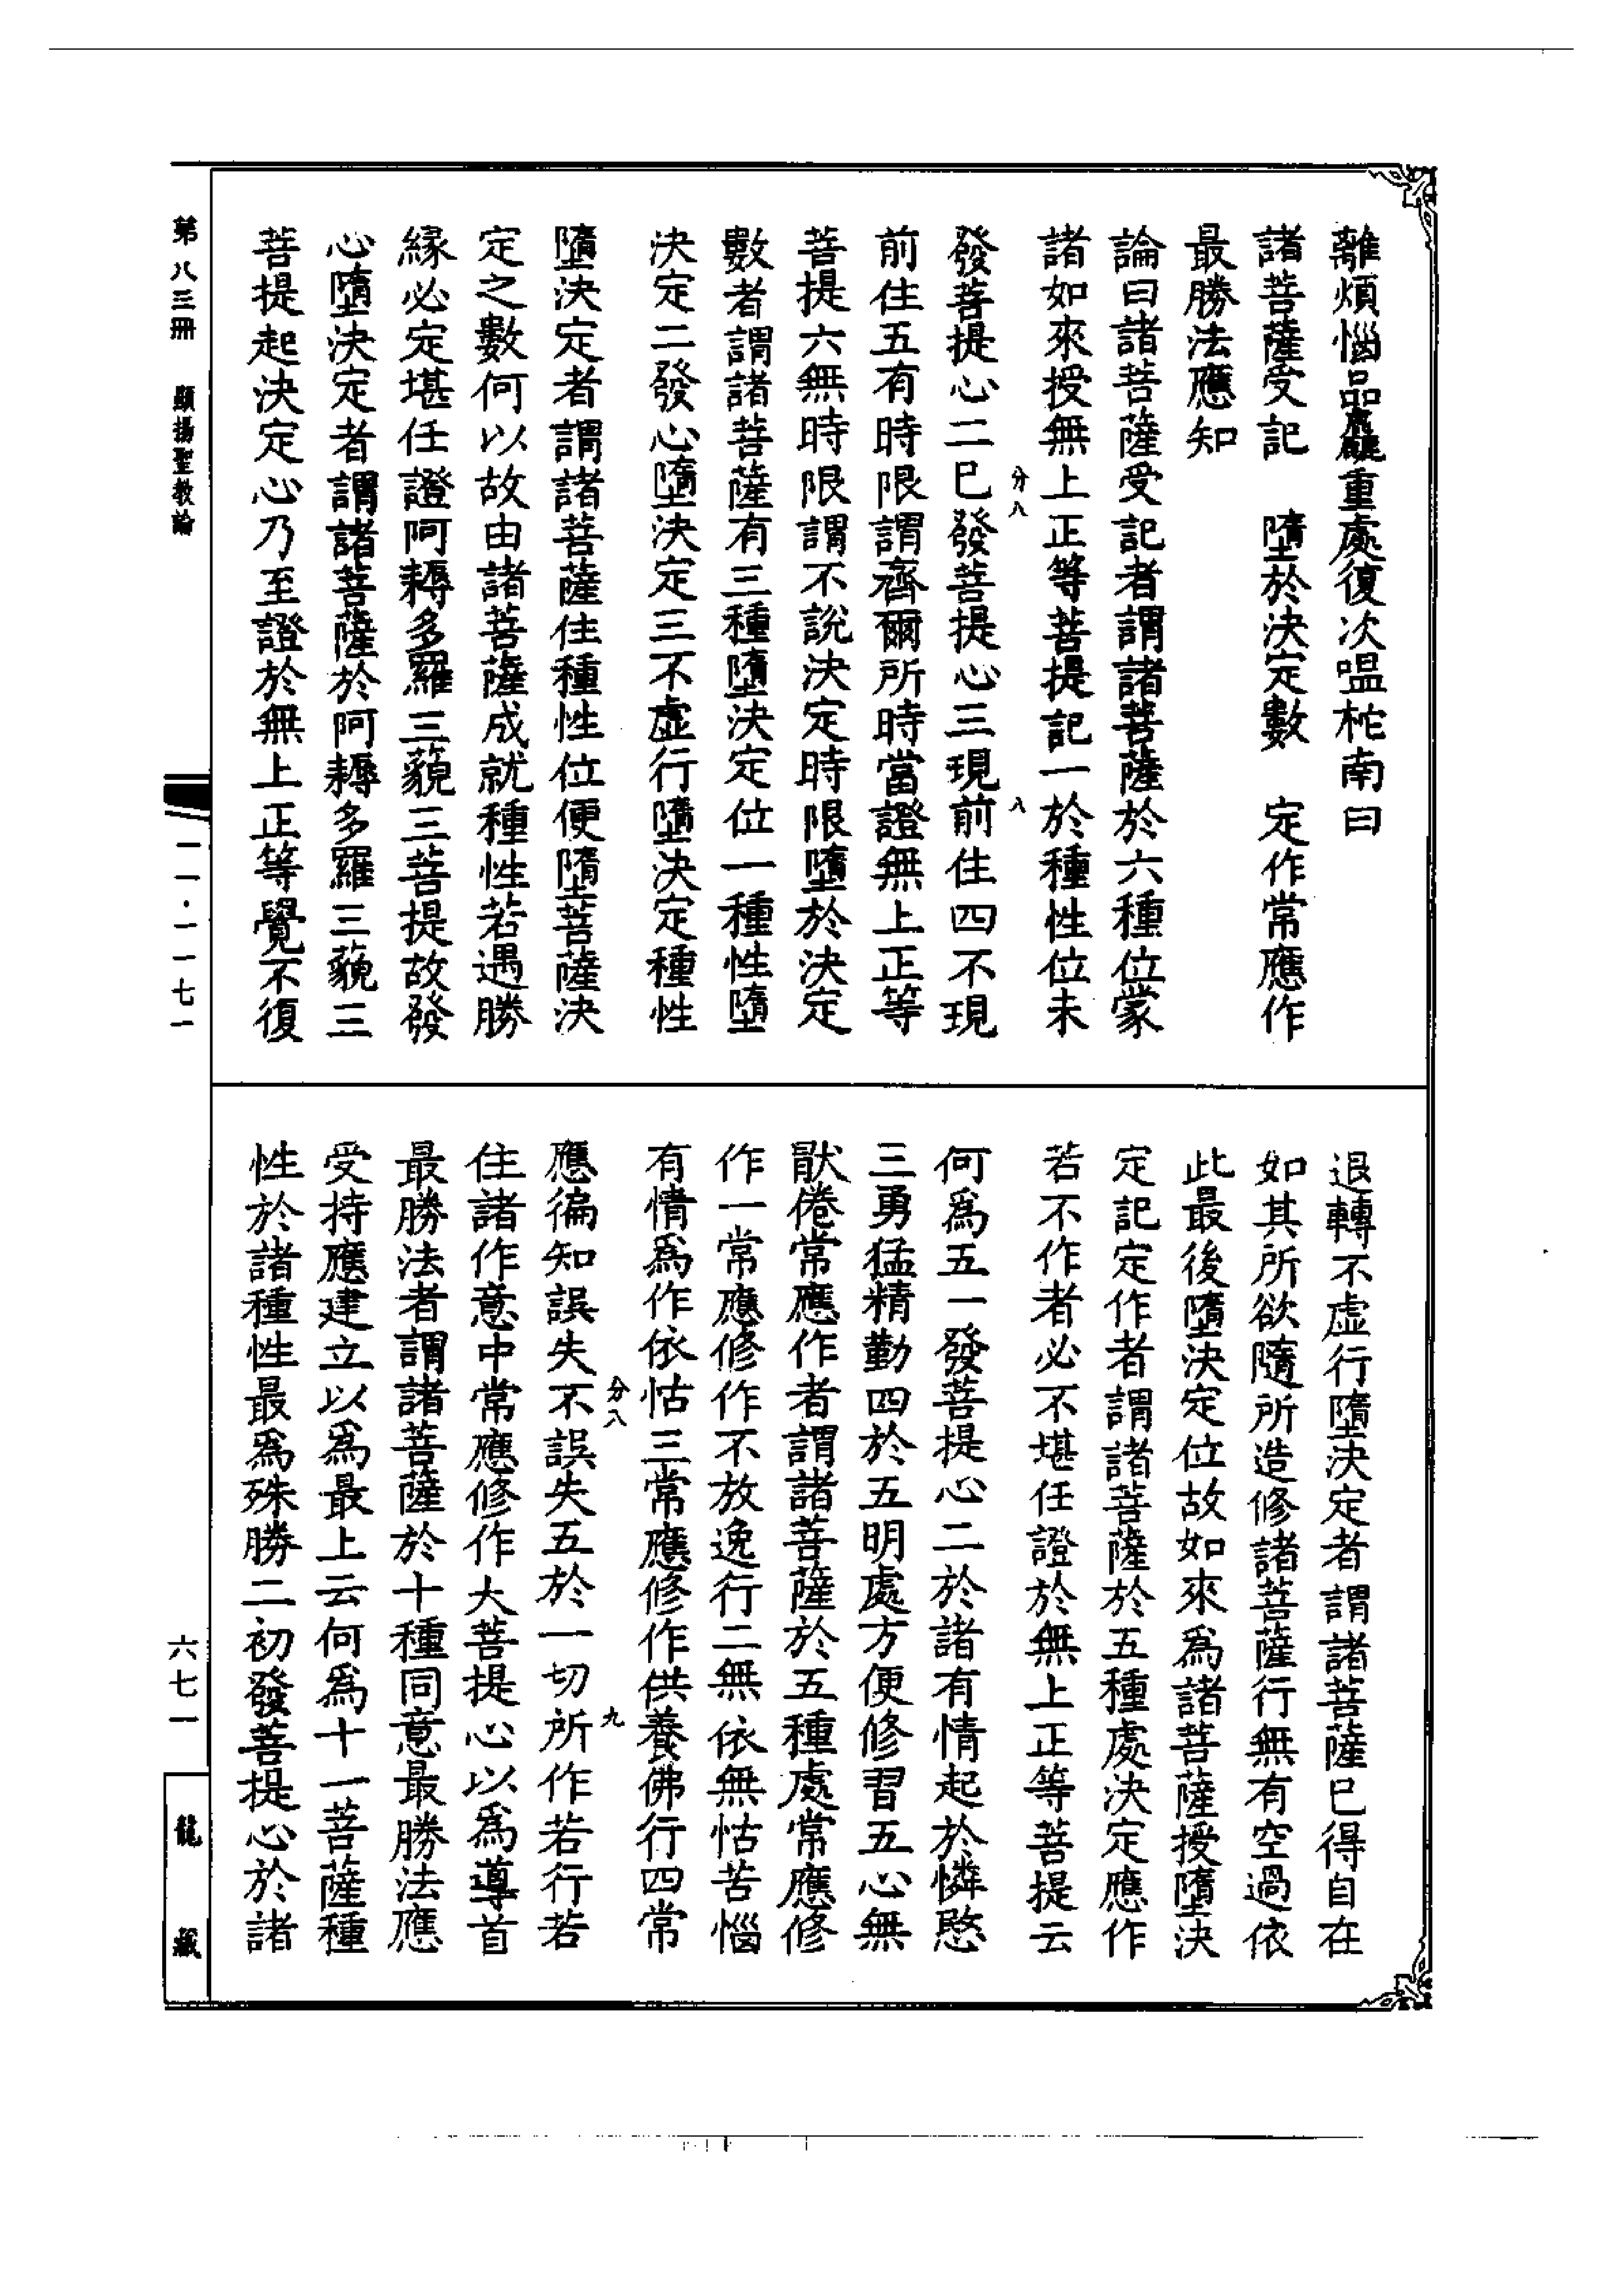 離煩惱品麤重處復次嗢柁南曰
諸菩薩受記　墮於決定數　定作常應作
最勝法應知
論曰諸菩薩受記者謂諸菩薩於六種位蒙
諸如來授無上正等菩提記一於種性位未
分八
八
發菩提心二已發菩提心三現前住四不現
前住五有時限謂齊爾所時當證無上正等
菩提六無時限謂不說決定時限墮於決定
數者謂諸菩薩有三種墮決定位一種性墮
決定二發心墮決定三不虛行墮決定種性
墮決定者謂諸菩薩住種性位便墮菩薩決
定之數何以故由諸菩薩成就種性若遇勝
緣必定堪任證阿耨多羅三藐三菩提故發
心墮決定者謂諸菩薩於阿耨多羅三藐三
菩提起決定心乃至證於無上正等覺不復
退轉不虛行墮決定者謂諸菩薩已得自在
如其所欲隨所造修諸菩薩行無有空過依
此最後墮決定位故如來為諸菩薩授墮決
定記定作者謂諸菩薩於五種處決定應作
若不作者必不堪任證於無上正等菩提云
何為五一發菩提心二於諸有情起於憐愍
三勇猛精勤四於五明處方便修習五心無
猒倦常應作者謂諸菩薩於五種處常應修
作一常應修作不放逸行二無依無怙苦惱
有情為作依怙三常應修作供養佛行四常
分八
九
應徧知誤失不誤失五於一切所作若行若
住諸作意中常應修作大菩提心以為導首
最勝法者謂諸菩薩於十種同意最勝法應
受持應建立以為最上云何為十一菩薩種
性於諸種性最為殊勝二初發菩提心於諸
第八三冊　顯揚聖教論
一一·一一七一
六七一
龍藏